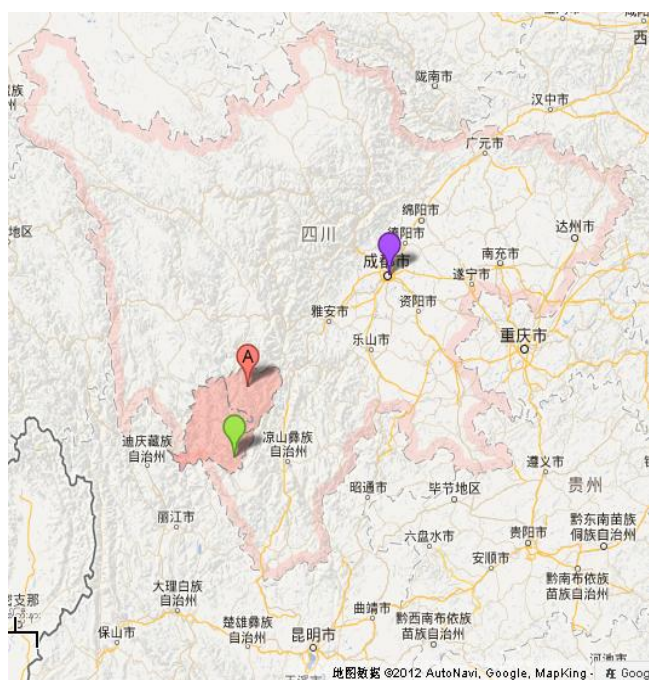 西
陇南市
汉中市
广元市
绵阳市
德阳市
达州市
四川
地区
成都市
南充市
遂宁市
资阳市
雅安市
乐山市
重庆市
A
迪庆藏族
自治州
凉山彝族
自治州
遵义市
昭通市
毕节地区
贵州
丽江市
六盘水市
贵阳市
黔东南苗族
侗族自治州
安顺市
大理白族
自治州
黔南布依族
苗族自治州
曲靖市
楚雄彝族
自治州
黔西南布依族
苗族自治州
保山市
昆明市
河池市
地图数据 ©2012 AutoNavi, Google, MapKing - 在 Goog